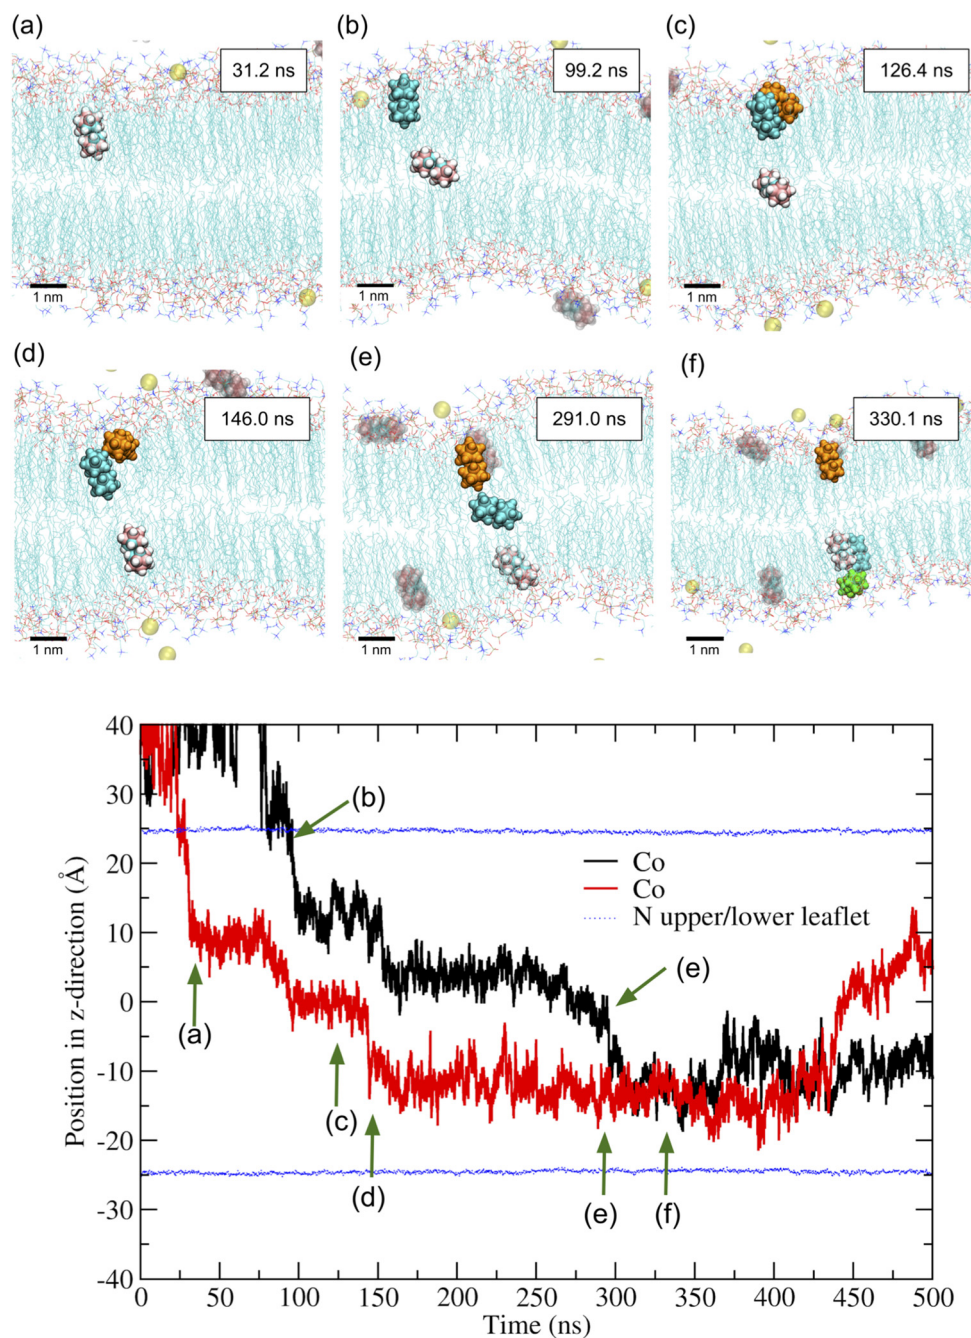 (a) (b) (c)
31.2 ns 99.2 ns 126.4 ns
1 nm 1 nm 1 nm
(d) (e) (f)
146.0 ns 291.0 ns 330.1 ns
1 nm 1 nm 1 nm
40
30
20
10
0
-10
-20
-30
-40
Position in z-direction (Å)
(b)
Co
Co
N upper/lower leaflet
(e)
(a)
(c)
(d)
(e)
(f)
0 50 100 150 200 250 300 350 400 450 500
Time (ns)